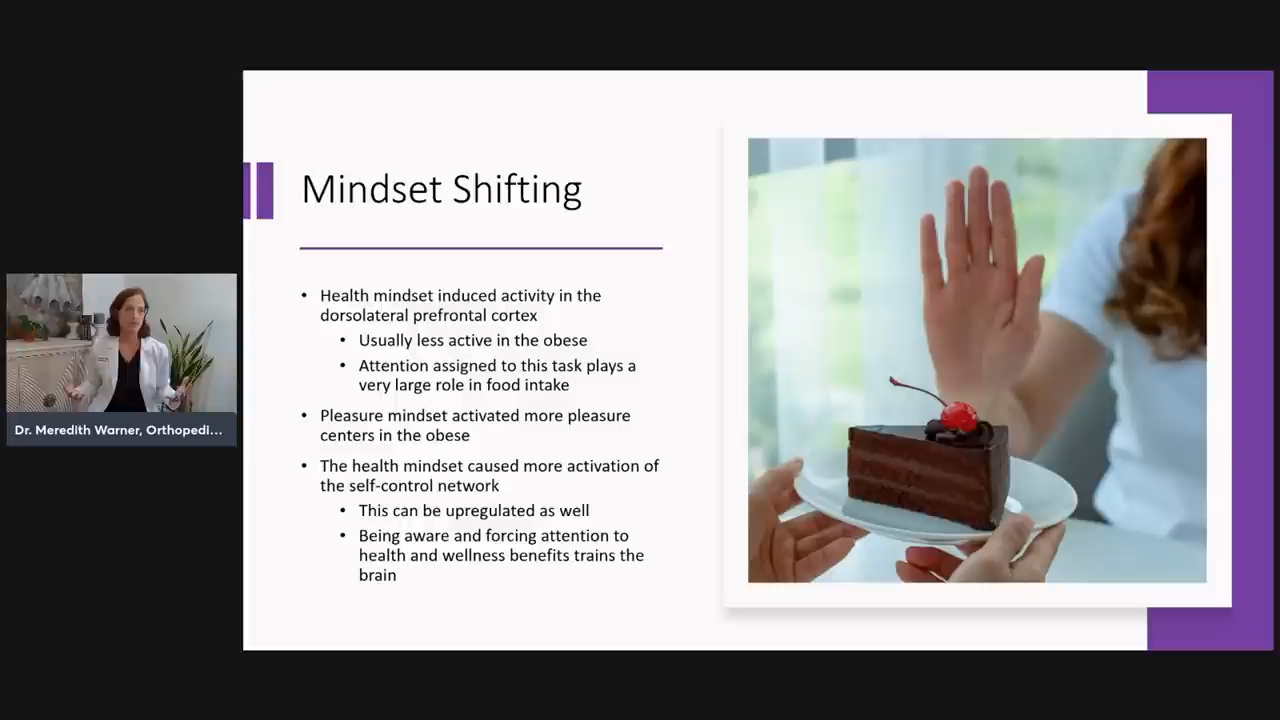 Mindset Shifting
• Health mindset induced activity in the
dorsolateral prefrontal cortex
• Usually less active in the obese
• Attention assigned to this task plays a
very large role in food intake
• Pleasure mindset activated more pleasure
centers in the obese
• The health mindset caused more activation of
the self-control network
• This can be upregulated as well
• Being aware and forcing attention to
health and wellness benefits trains the
brain
Dr. Meredith Warner, Orthopedi...